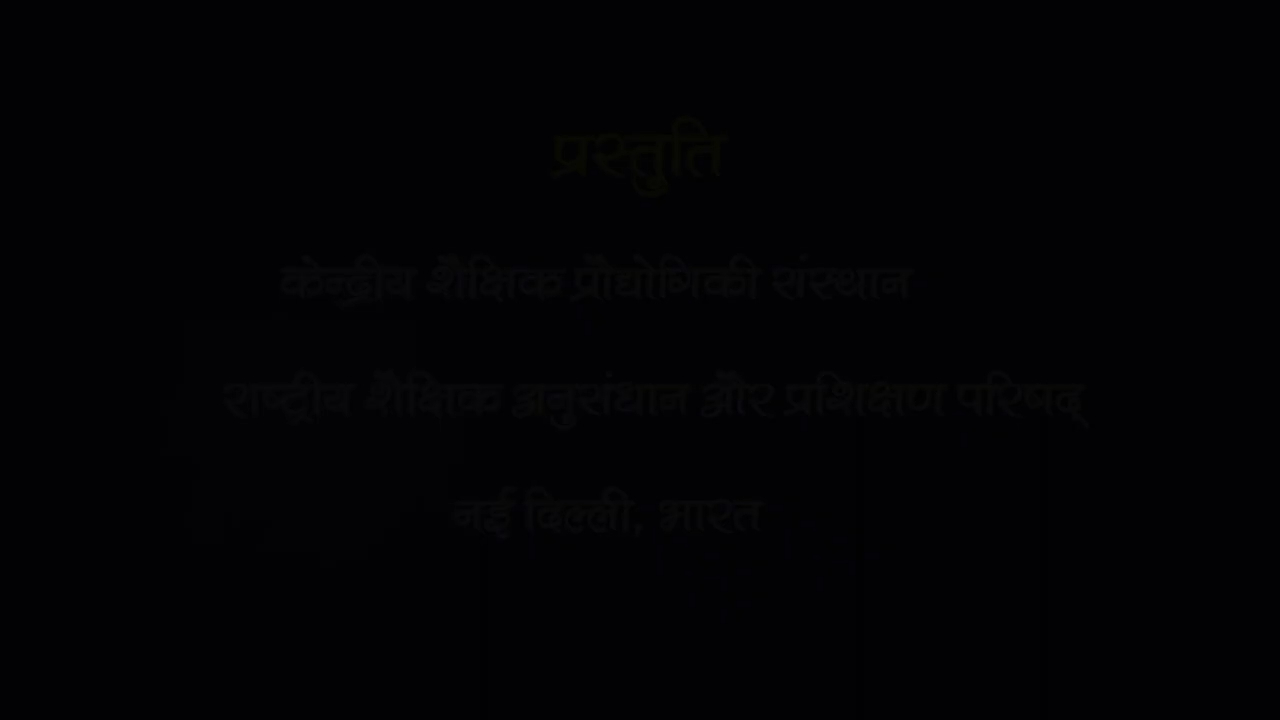 प्रस्तुति
केन्द्रीय शैक्षिक प्रौद्योगिकी संस्थान
राष्ट्रीय शैक्षिक अनुसंधान और प्रशिक्षण परिषद्
नई दिल्ली, भारत